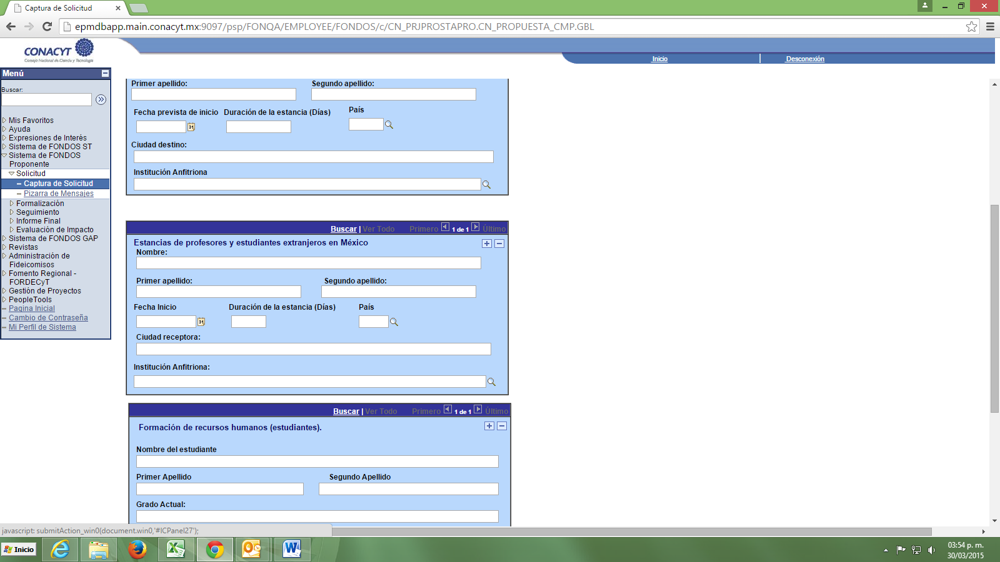 Captura de Solicitud
epmdbapp.main.conacyt.mx:9097/psp/FONQA/EMPLOYEE/FONDOS/c/CN_PRJPROSTAPRO.CN_PROPUESTA_CMP.GBL
CONACYT
Consejo Nacional de Ciencia y Tecnología
Inicio
Desconexión
Menú
Buscar:
Mis Favoritos
Ayuda
Expresiones de Interés
Sistema de FONDOS ST
Sistema de FONDOS
Proponente
Solicitud
Captura de Solicitud
Pizarra de Mensajes
Formalización
Seguimiento
Informe Final
Evaluación de Impacto
Sistema de FONDOS GAP
Revistas
Administración de
Fideicomisos
Fomento Regional -
FORDECyT
Gestión de Proyectos
PeopleTools
Pagina Inicial
Cambio de Contraseña
Mi Perfil de Sistema
Primer apellido: Segundo apellido:
Fecha prevista de inicio Duración de la estancia (Días) País
31
Ciudad destino:
Institución Anfitriona
Buscar | Ver Todo Primero 1 de 1 Último
Estancias de profesores y estudiantes extranjeros en México
Nombre:
Primer apellido: Segundo apellido:
Fecha Inicio Duración de la estancia (Días) País
31
Ciudad receptora:
Institución Anfitriona:
Buscar | Ver Todo Primero 1 de 1 Último
Formación de recursos humanos (estudiantes).
Nombre del estudiante
Primer Apellido Segundo Apellido
Grado Actual:
javascript: submitAction_win0(document.win0,'#ICPanel27');
Inicio
03:54 p. m.
30/03/2015